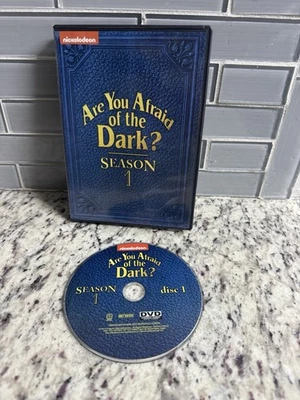 nickelodeon
Are You Afraid
of the
Dark?
SEASON
1
nickelodeon
Are You Afraid
of the
Dark?
SEASON
1
disc 1
DVD